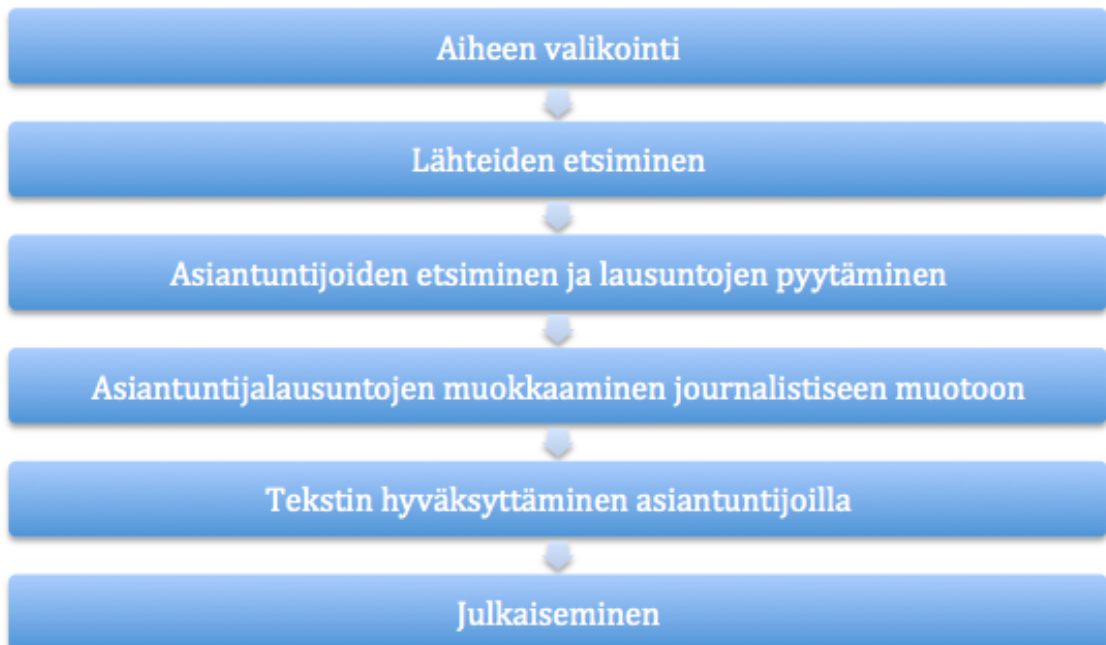 Aiheen valikointi
Lähteiden etsiminen
Asiantuntijoiden etsiminen ja lausuntojen pyytäminen
Asiantuntijalausuntojen muokkaaminen journalistiseen muotoon
Tekstin hyväksyttäminen asiantuntijoilla
Julkaiseminen